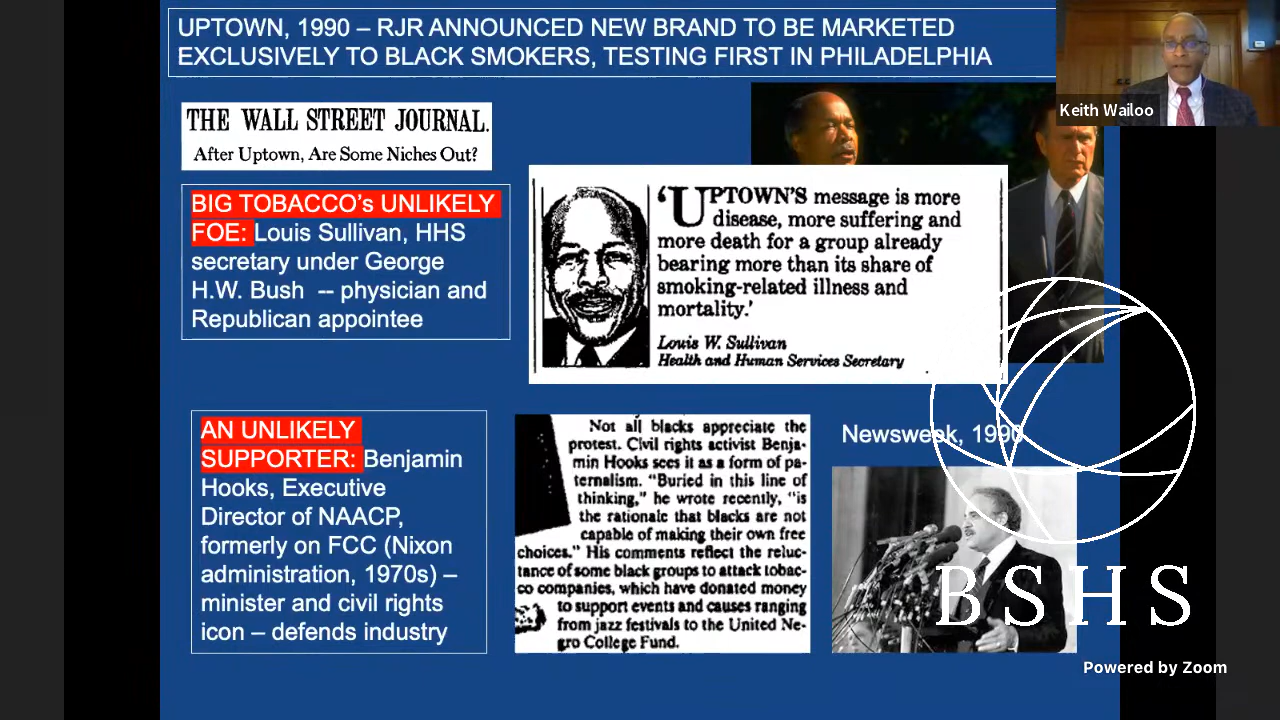 UPTOWN, 1990 – RJR ANNOUNCED NEW BRAND TO BE MARKETED
EXCLUSIVELY TO BLACK SMOKERS, TESTING FIRST IN PHILADELPHIA
Keith Wailoo
THE WALL STREET JOURNAL.
After Uptown, Are Some Niches Out?
BIG TOBACCO's UNLIKELY
FOE: Louis Sullivan, HHS
secretary under George
H.W. Bush -- physician and
Republican appointee
'UPTOWN'S message is more
disease, more suffering and
more death for a group already
bearing more than its share of
smoking-related illness and
mortality.'
Louis W. Sullivan
Health and Human Services Secretary
AN UNLIKELY
SUPPORTER: Benjamin
Hooks, Executive
Director of NAACP,
formerly on FCC (Nixon
administration, 1970s) –
minister and civil rights
icon – defends industry
Not all blacks appreciate the
protest. Civil rights activist Benja-
min Hooks sees it as a form of pa-
ternalism. "Buried in this line of
thinking," he wrote recently, "is
the rationale that blacks are not
capable of making their own free
choices." His comments reflect the reluc-
tance of some black groups to attack tobac-
co companies, which have donated money
to support events and causes ranging
from jazz festivals to the United Ne-
gro College Fund.
Newsweek, 1990
BSHS
Powered by Zoom